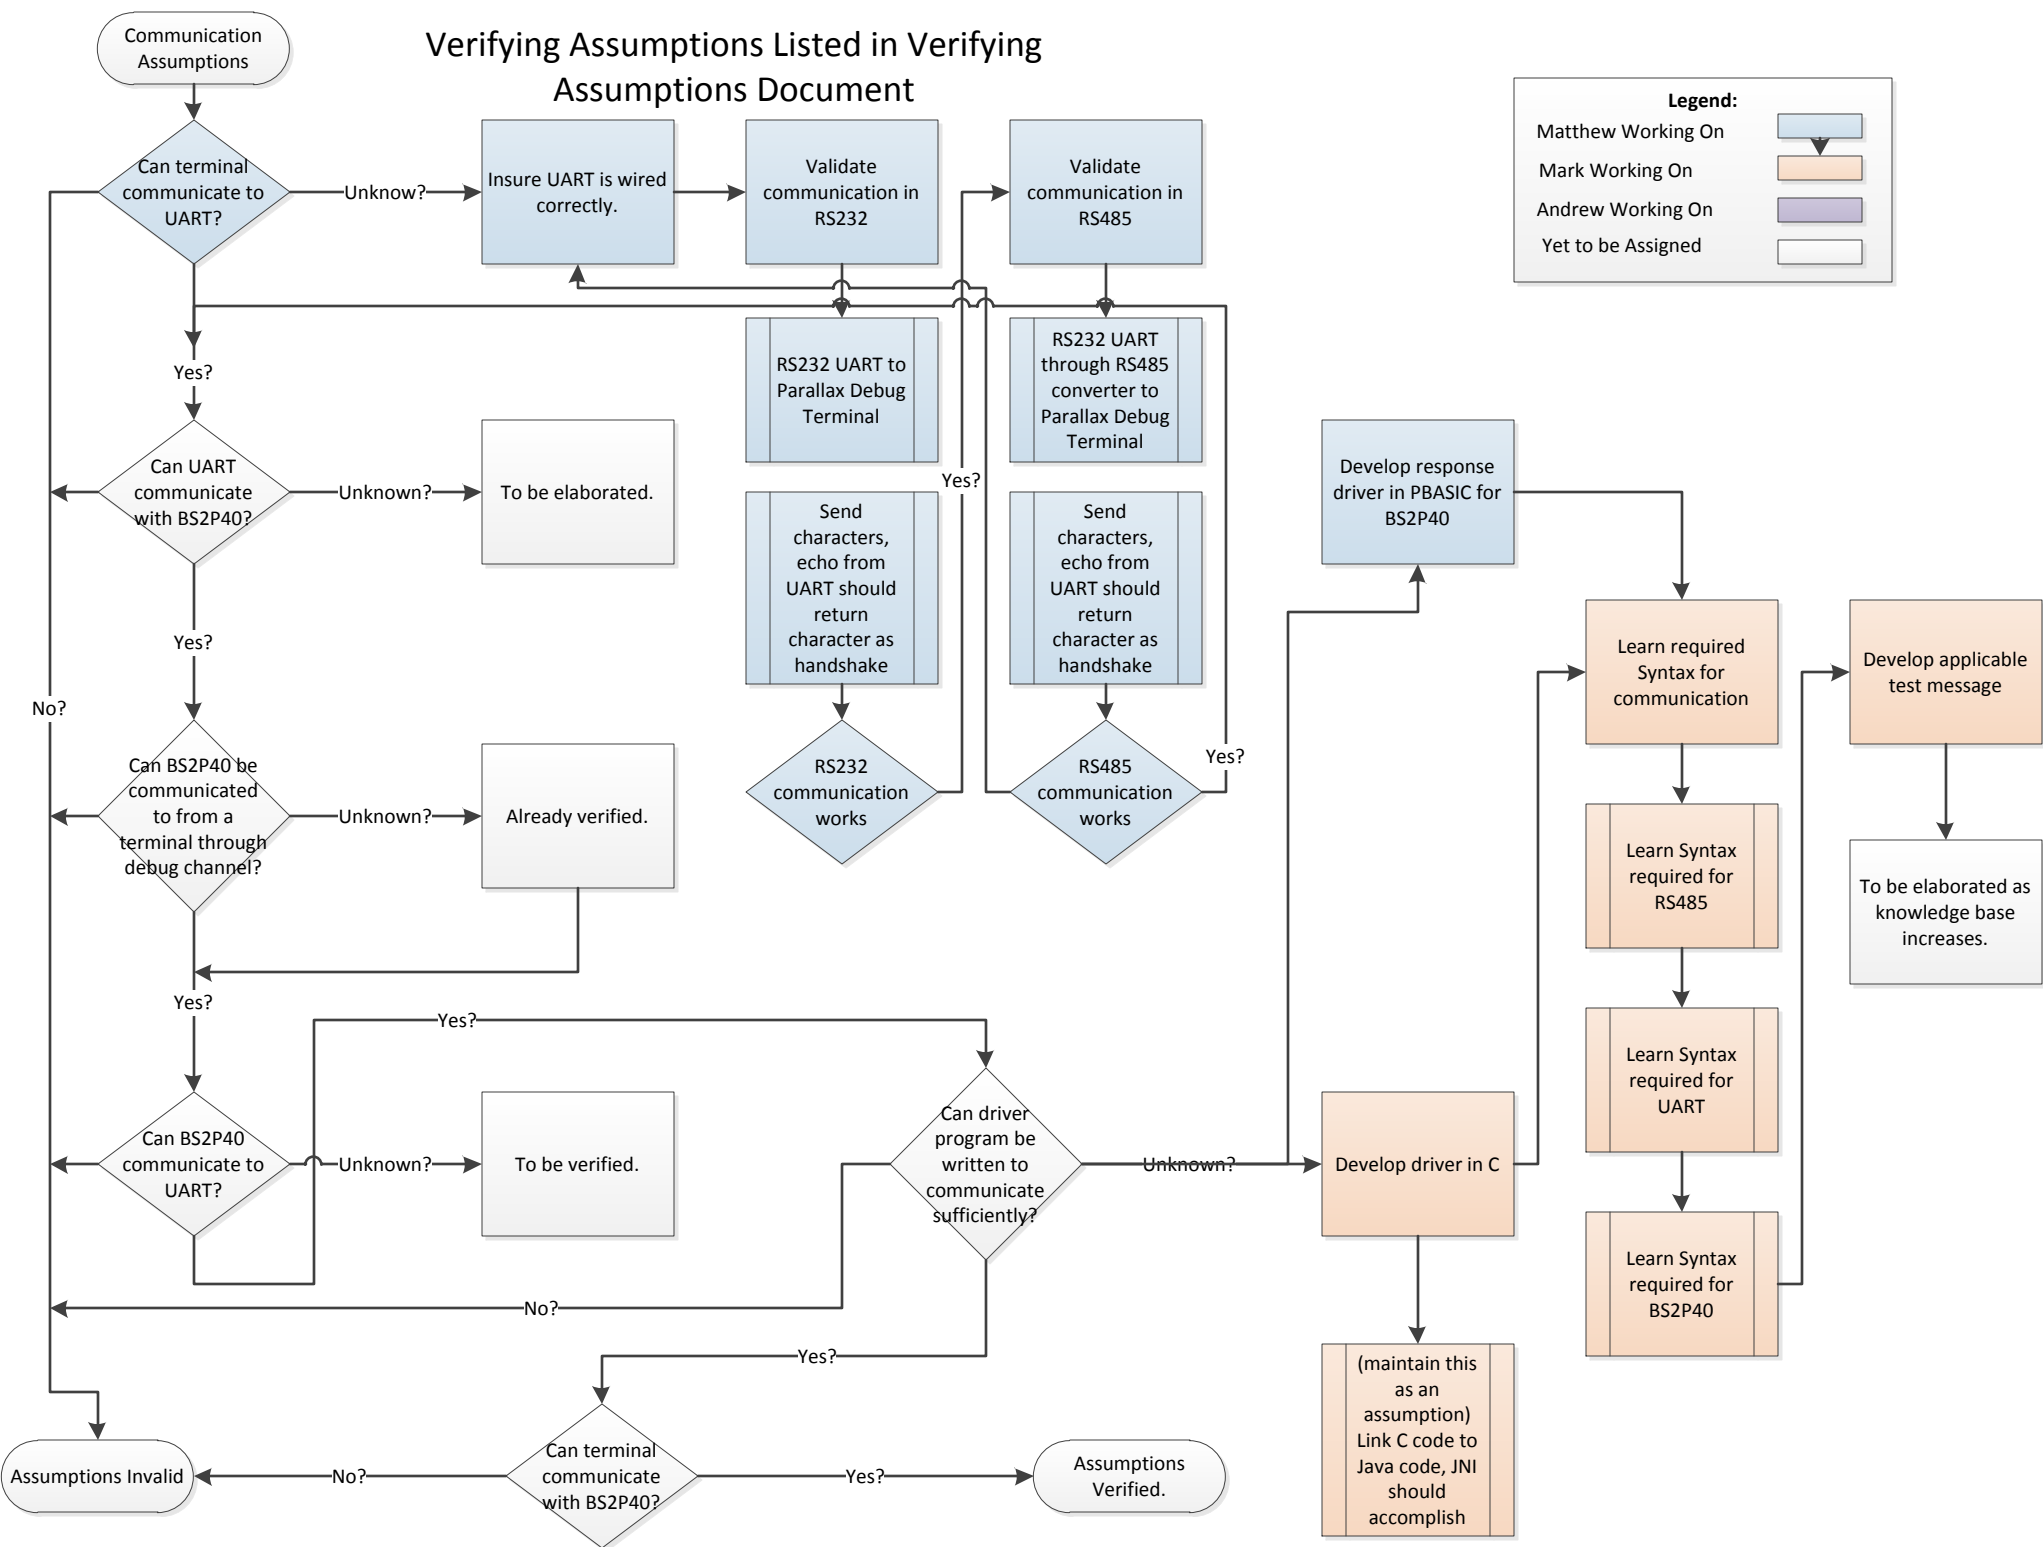 Communication
Assumptions
Verifying Assumptions Listed in Verifying
Assumptions Document
Legend:
Matthew Working On
Mark Working On
Andrew Working On
Yet to be Assigned
Can terminal
communicate to
UART?
Unknow?
Insure UART is wired
correctly.
Validate
communication in
RS232
Validate
communication in
RS485
Yes?
RS232 UART to
Parallax Debug
Terminal
RS232 UART
through RS485
converter to
Parallax Debug
Terminal
Can UART
communicate
with BS2P40?
Unknown?
To be elaborated.
Yes?
Develop response
driver in PBASIC for
BS2P40
Send
characters,
echo from
UART should
return
character as
handshake
Send
characters,
echo from
UART should
return
character as
handshake
Yes?
No?
Learn required
Syntax for
communication
Develop applicable
test message
Can BS2P40 be
communicated
to from a
terminal through
debug channel?
Unknown?
Already verified.
RS232
communication
works
RS485
communication
works
Yes?
Learn Syntax
required for
RS485
To be elaborated as
knowledge base
increases.
Yes?
Yes?
Can BS2P40
communicate to
UART?
Unknown?
To be verified.
Can driver
program be
written to
communicate
sufficiently?
Unknown?
Develop driver in C
Learn Syntax
required for
UART
Learn Syntax
required for
BS2P40
No?
Yes?
(maintain this
as an
assumption)
Link C code to
Java code, JNI
should
accomplish
Assumptions Invalid
No?
Can terminal
communicate
with BS2P40?
Yes?
Assumptions
Verified.